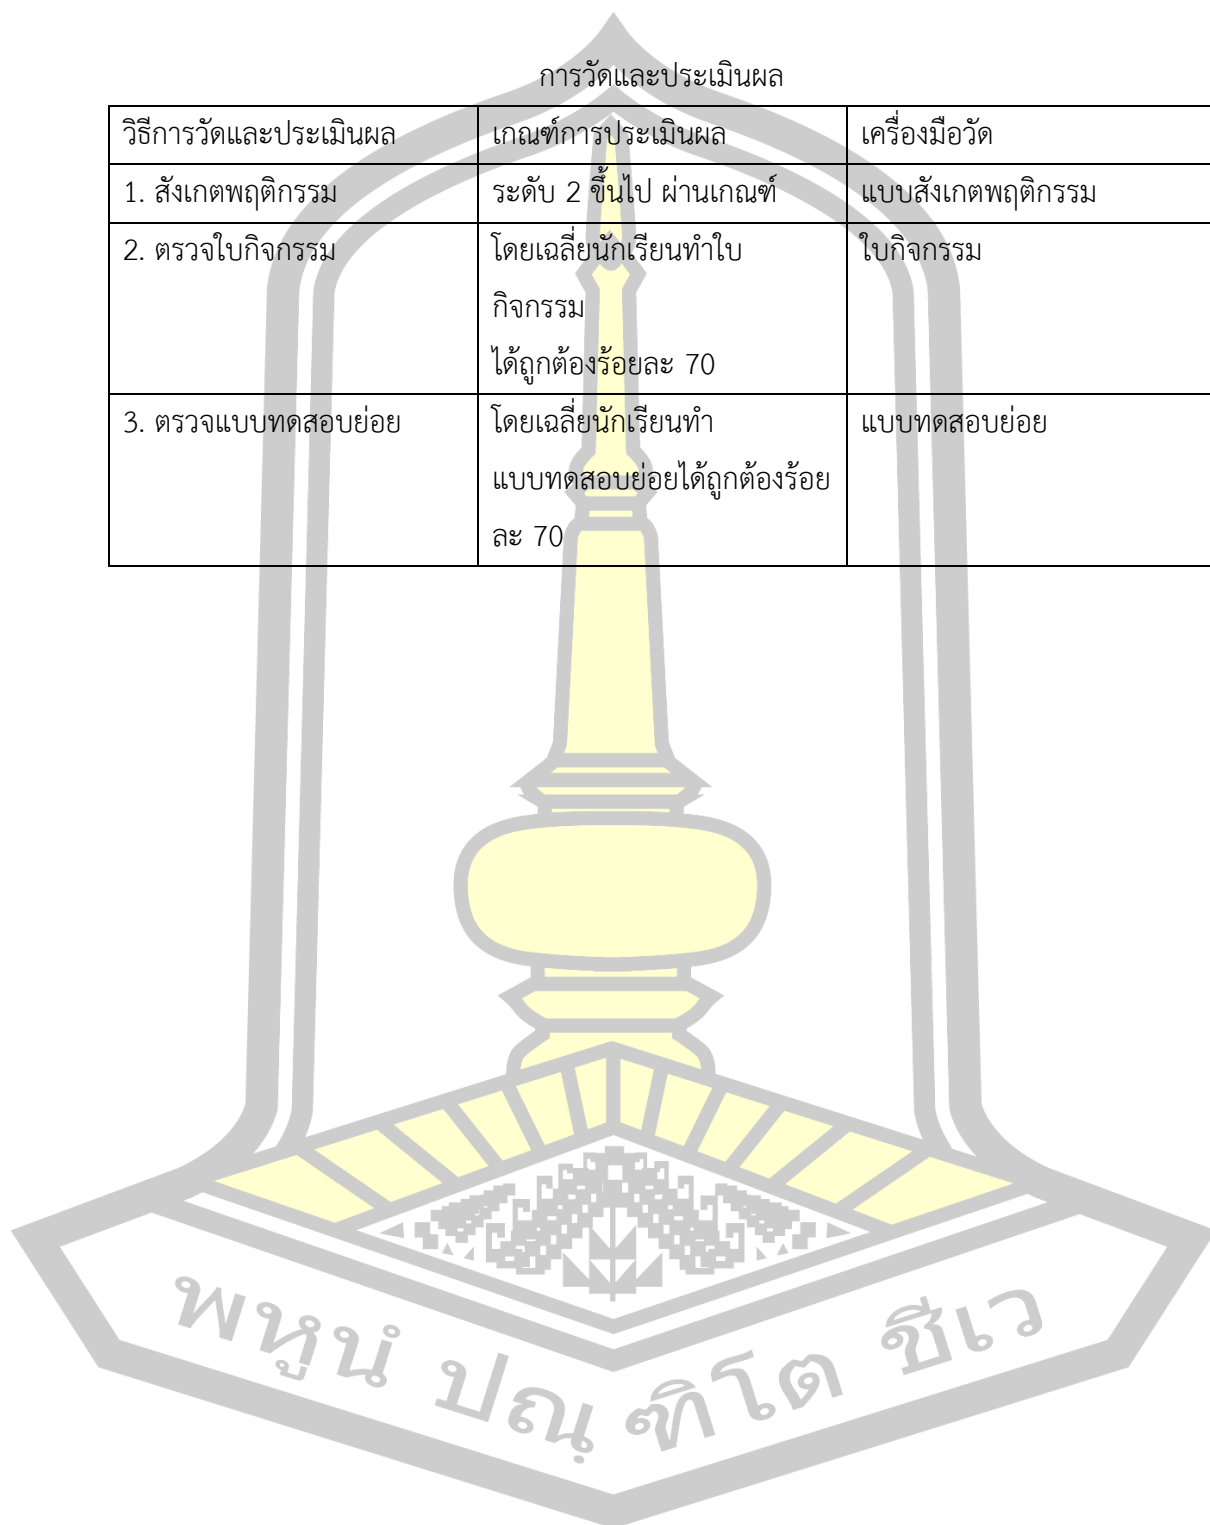 การวัดและประเมินผล
วิธีการวัดและประเมินผล เกณฑ์การประเมินผล เครื่องมือวัด
1. สังเกตพฤติกรรม ระดับ 2 ขึ้นไป ผ่านเกณฑ์ แบบสังเกตพฤติกรรม
2. ตรวจใบกิจกรรม โดยเฉลี่ยนักเรียนทำใบ ใบกิจกรรม
กิจกรรม
ได้ถูกต้องร้อยละ 70
3. ตรวจแบบทดสอบย่อย โดยเฉลี่ยนักเรียนทำ แบบทดสอบย่อย
แบบทดสอบย่อยได้ถูกต้องร้อย
ละ 70
พหูนํ ปณฺ ฑิโต ชีเว